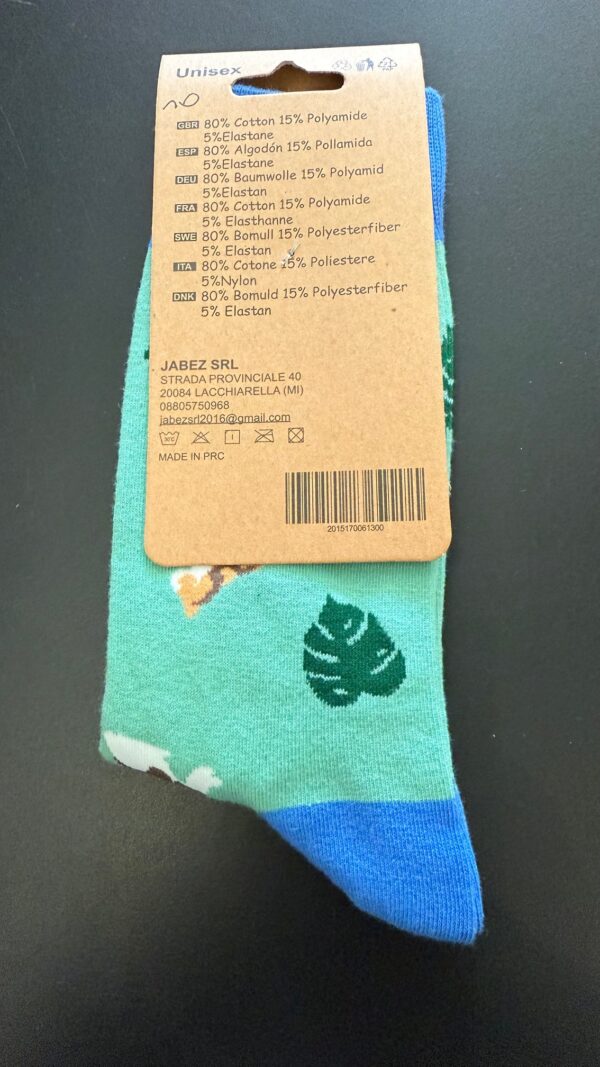 Unisex
GBR 80% Cotton 15% Polyamide
5%Elastane
ESP 80% Algodón 15% Pollamida
5%Elastane
DEU 80% Baumwolle 15% Polyamid
5%Elastan
FRA 80% Cotton 15% Polyamide
5% Elasthanne
SWE 80% Bomull 15% Polyesterfiber
5% Elastan
ITA 80% Cotone 15% Poliestere
5%Nylon
DNK 80% Bomuld 15% Polyesterfiber
5% Elastan
JABEZ SRL
STRADA PROVINCIALE 40
20084 LACCHIARELLA (MI)
08805750968
jabezsrl2016@gmail.com
MADE IN PRC
2015170061300